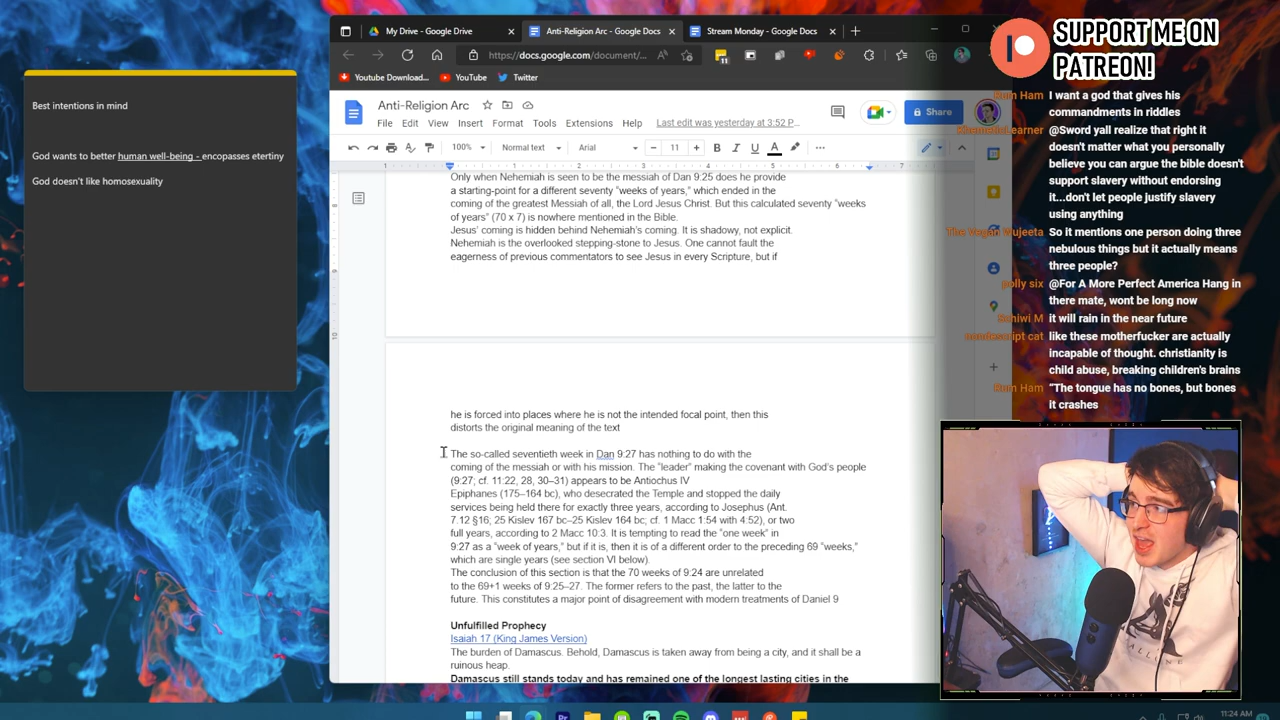 Best intentions in mind
God wants to better human well-being - encopasses etertiny
God doesn't like homosexuality
My Drive - Google Drive
Anti-Religion Arc - Google Docs
Stream Monday - Google Docs
https://docs.google.com/document/...
Youtube Download...
YouTube
Twitter
Anti-Religion Arc
File Edit View Insert Format Tools Extensions Help
Last edit was yesterday at 3:52 P...
Share
100%
Normal text
Arial
11
B I U A
Only when Nehemiah is seen to be the messiah of Dan 9:25 does he provide
a starting-point for a different seventy “weeks of years,” which ended in the
coming of the greatest Messiah of all, the Lord Jesus Christ. But this calculated seventy “weeks
of years” (70 x 7) is nowhere mentioned in the Bible.
Jesus’ coming is hidden behind Nehemiah’s coming. It is shadowy, not explicit.
Nehemiah is the overlooked stepping-stone to Jesus. One cannot fault the
eagerness of previous commentators to see Jesus in every Scripture, but if
he is forced into places where he is not the intended focal point, then this
distorts the original meaning of the text
The so-called seventieth week in Dan 9:27 has nothing to do with the
coming of the messiah or with his mission. The “leader” making the covenant with God’s people
(9:27; cf. 11:22, 28, 30–31) appears to be Antiochus IV
Epiphanes (175–164 bc), who desecrated the Temple and stopped the daily
services being held there for exactly three years, according to Josephus (Ant.
7.12 §16; 25 Kislev 167 bc–25 Kislev 164 bc; cf. 1 Macc 1:54 with 4:52), or two
full years, according to 2 Macc 10:3. It is tempting to read the “one week” in
9:27 as a “week of years,” but if it is, then it is of a different order to the preceding 69 “weeks,”
which are single years (see section VI below).
The conclusion of this section is that the 70 weeks of 9:24 are unrelated
to the 69+1 weeks of 9:25–27. The former refers to the past, the latter to the
future. This constitutes a major point of disagreement with modern treatments of Daniel 9
Unfulfilled Prophecy
Isaiah 17 (King James Version)
The burden of Damascus. Behold, Damascus is taken away from being a city, and it shall be a
ruinous heap.
Damascus still stands today and has remained one of the longest lasting cities in the
SUPPORT ME ON
PATREON!
Rum Ham I want a god that gives his
commandments in riddles
@Sword yall realize that right it
doesn't matter what you personally
believe you can argue the bible doesn't
support slavery without endorsing
it...don't let people justify slavery
using anything
The Vegan Wujeeta So it mentions one person doing three
nebulous things but it actually means
three people?
polly six @For A More Perfect America Hang in
there mate, wont be long now
it will rain in the near future
nondescript cat like these motherfucker are actually
incapable of thought. christianity is
child abuse, breaking children's brains
Rum Ham “The tongue has no bones, but bones
it crashes
11:24 AM